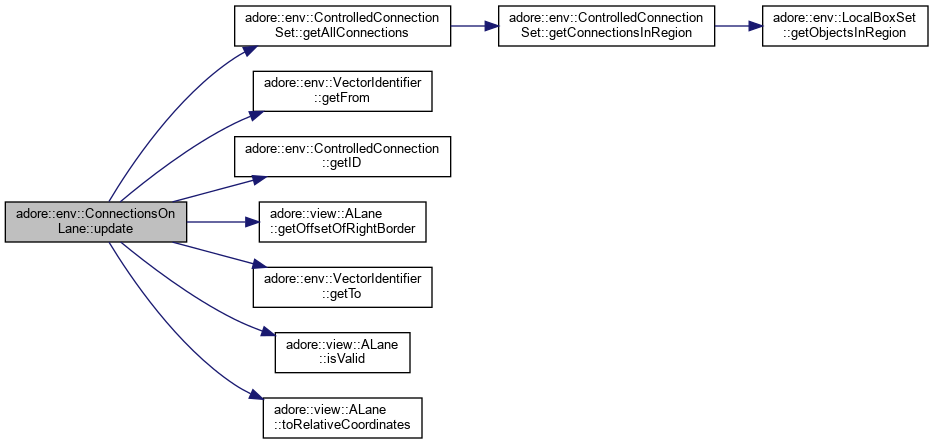 adore::env::ControlledConnection
Set::getAllConnections
adore::env::ControlledConnection
Set::getConnectionsInRegion
adore::env::LocalBoxSet
::getObjectsInRegion
adore::env::VectorIdentifier
::getFrom
adore::env::ControlledConnection
::getID
adore::env::ConnectionsOn
Lane::update
adore::view::ALane
::getOffsetOfRightBorder
adore::env::VectorIdentifier
::getTo
adore::view::ALane
::isValid
adore::view::ALane
::toRelativeCoordinates